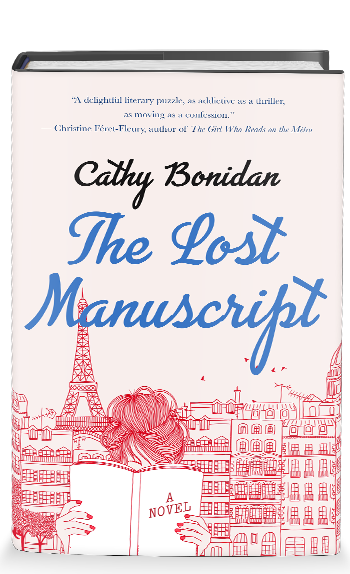 “A delightful literary puzzle, as addictive as a thriller,
as moving as a confession.”
—Christine Féret-Fleury, author of The Girl Who Reads on the Métro
Cathy Bonidan
The Lost
Manuscript
A
NOVEL